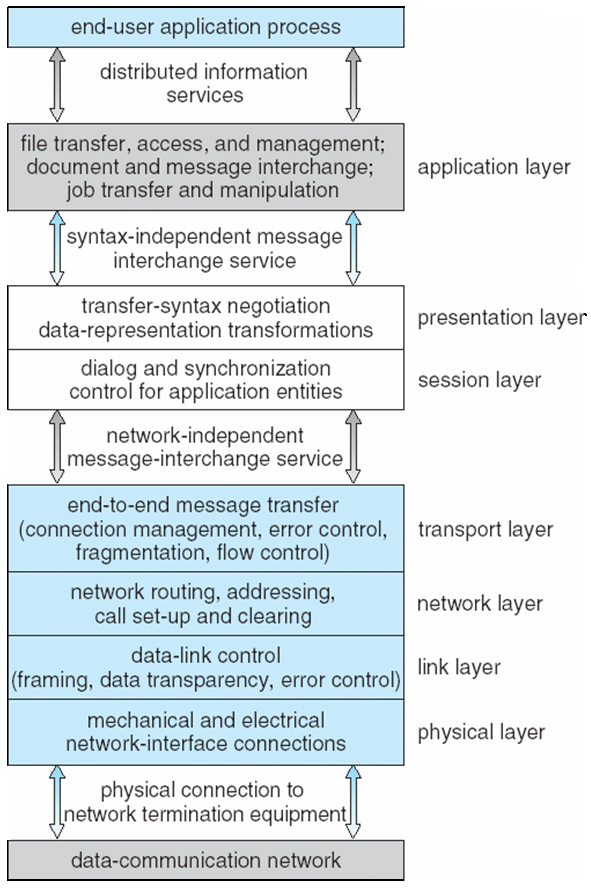 end-user application process
distributed information
services
file transfer, access, and management;
document and message interchange;
job transfer and manipulation
application layer
syntax-independent message
interchange service
transfer-syntax negotiation
data-representation transformations
presentation layer
dialog and synchronization
control for application entities
session layer
network-independent
message-interchange service
end-to-end message transfer
(connection management, error control,
fragmentation, flow control)
transport layer
network routing, addressing,
call set-up and clearing
network layer
data-link control
(framing, data transparency, error control)
link layer
mechanical and electrical
network-interface connections
physical layer
physical connection to
network termination equipment
data-communication network